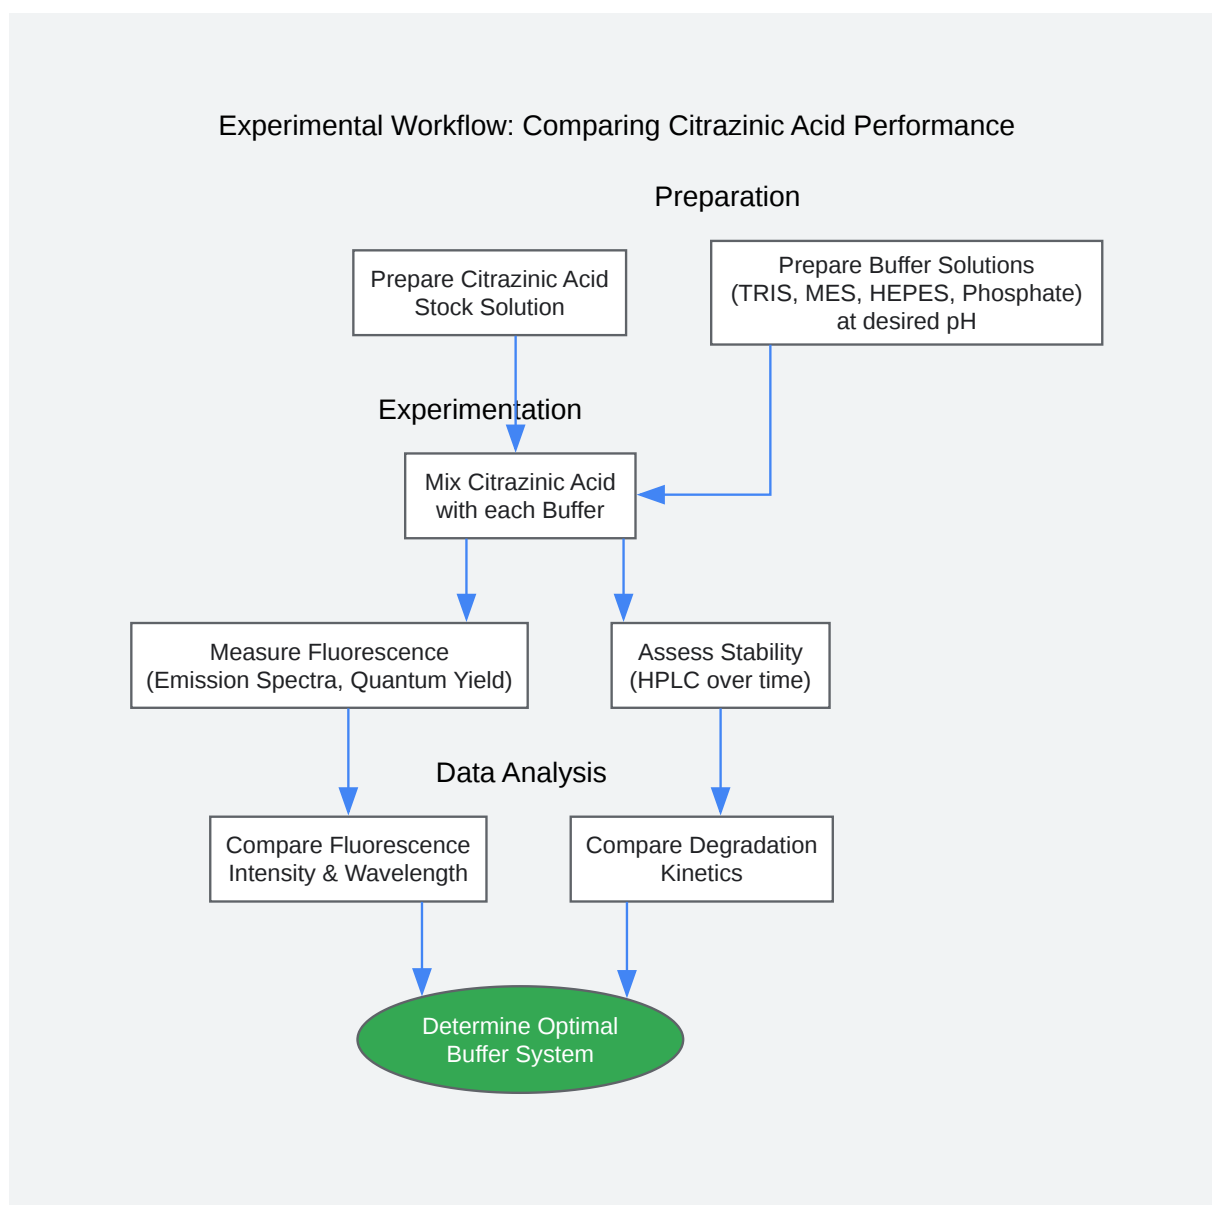 Experimental Workflow: Comparing Citrazinic Acid Performance
Preparation
Prepare Citrazinic Acid
Stock Solution
Prepare Buffer Solutions
(TRIS, MES, HEPES, Phosphate)
at desired pH
Experimentation
Mix Citrazinic Acid
with each Buffer
Measure Fluorescence
(Emission Spectra, Quantum Yield)
Assess Stability
(HPLC over time)
Data Analysis
Compare Fluorescence
Intensity & Wavelength
Compare Degradation
Kinetics
Determine Optimal
Buffer System